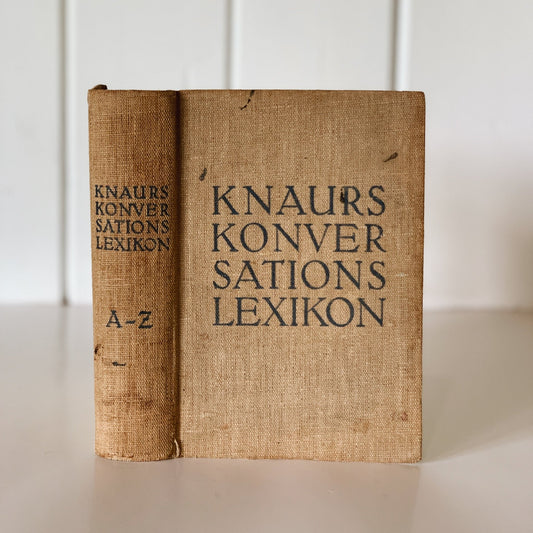 KNAURS
KONVER
SATIONS
LEXIKON
A-Z
KNAURS
KONVER
SATIONS
LEXIKON